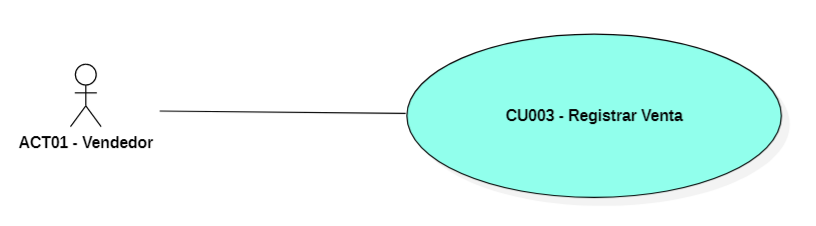 CU003 - Registrar Venta
ACT01 - Vendedor